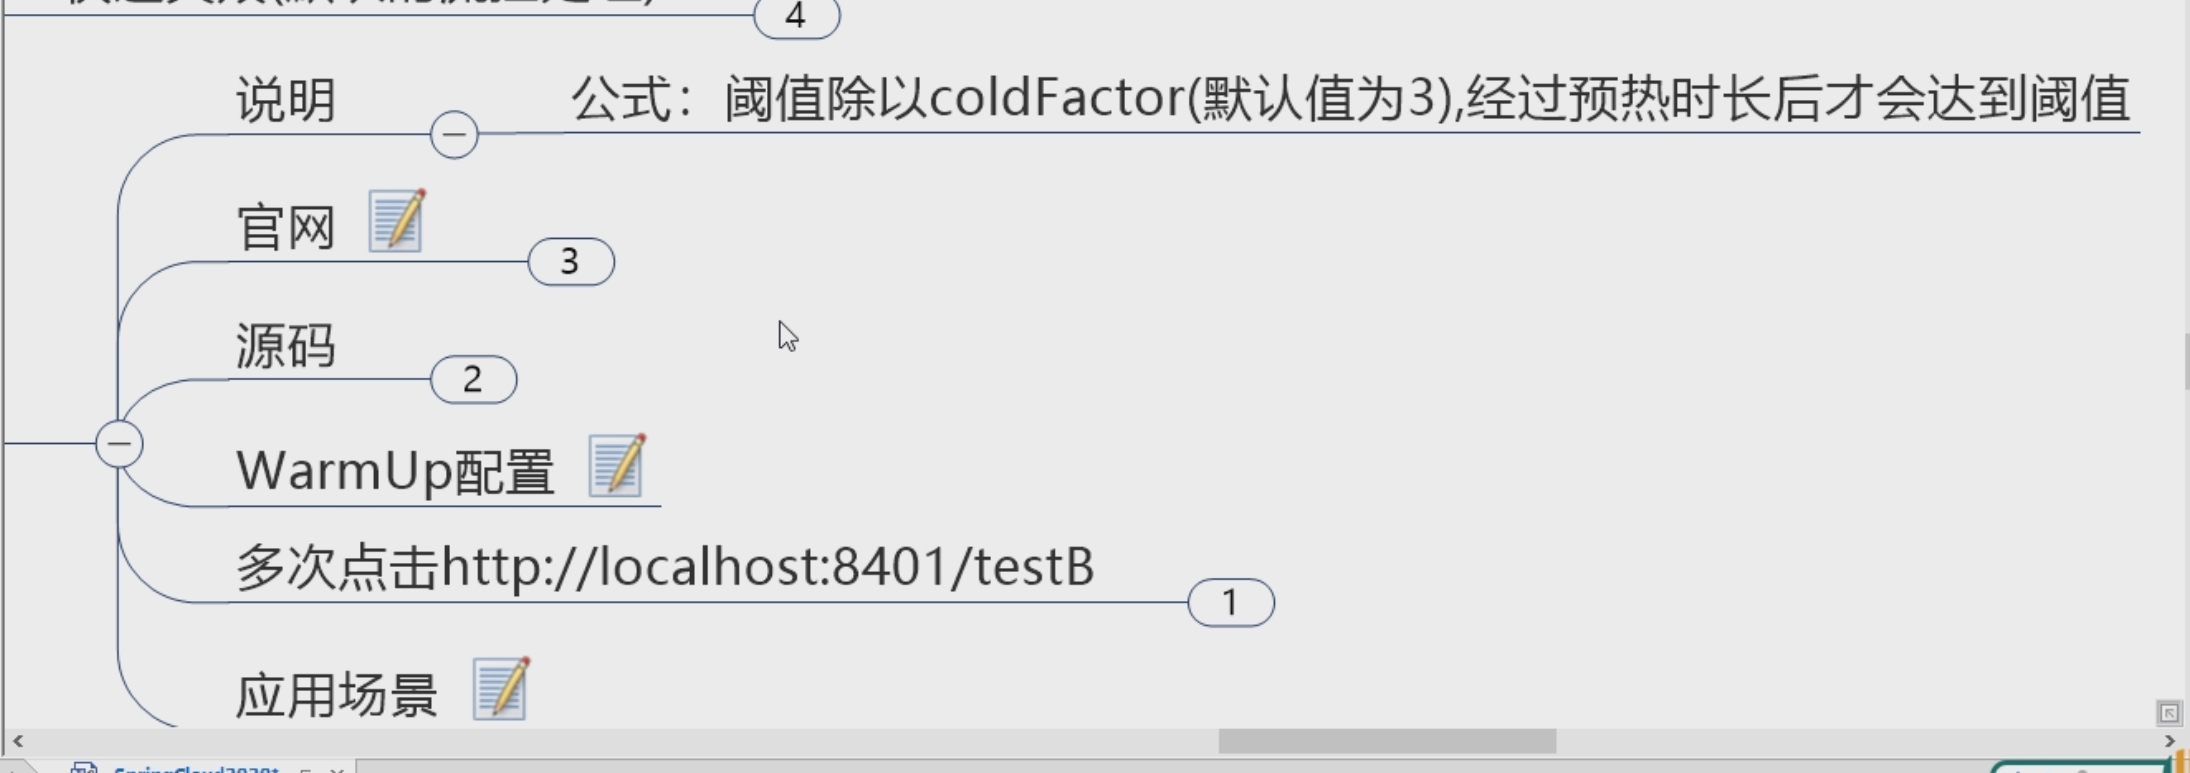 4
说明
公式：阈值除以coldFactor(默认值为3),经过预热时长后才会达到阈值
官网
3
源码
2
WarmUp配置
多次点击http://localhost:8401/testB
1
应用场景